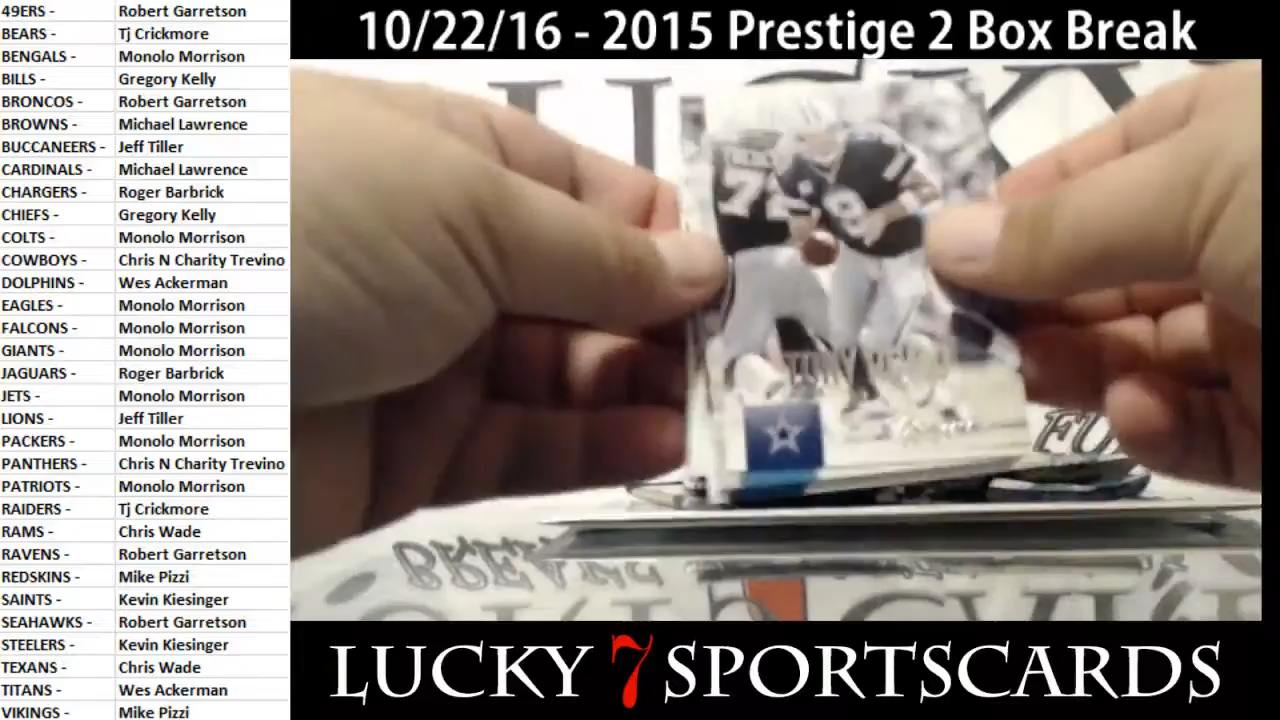 49ERS - Robert Garretson
BEARS - Tj Crickmore
BENGALS - Monolo Morrison
BILLS - Gregory Kelly
BRONCOS - Robert Garretson
BROWNS - Michael Lawrence
BUCCANEERS - Jeff Tiller
CARDINALS - Michael Lawrence
CHARGERS - Roger Barbrick
CHIEFS - Gregory Kelly
COLTS - Monolo Morrison
COWBOYS - Chris N Charity Trevino
DOLPHINS - Wes Ackerman
EAGLES - Monolo Morrison
FALCONS - Monolo Morrison
GIANTS - Monolo Morrison
JAGUARS - Roger Barbrick
JETS - Monolo Morrison
LIONS - Jeff Tiller
PACKERS - Monolo Morrison
PANTHERS - Chris N Charity Trevino
PATRIOTS - Monolo Morrison
RAIDERS - Tj Crickmore
RAMS - Chris Wade
RAVENS - Robert Garretson
REDSKINS - Mike Pizzi
SAINTS - Kevin Kiesinger
SEAHAWKS - Robert Garretson
STEELERS - Kevin Kiesinger
TEXANS - Chris Wade
TITANS - Wes Ackerman
VIKINGS - Mike Pizzi
10/22/16 - 2015 Prestige 2 Box Break
TONY
LUCKY 7 SPORTSCARDS